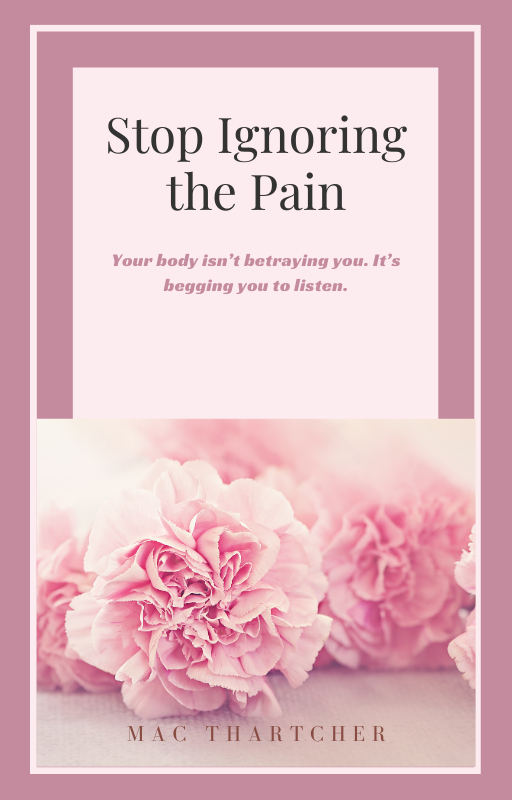 Stop Ignoring
the Pain
Your body isn’t betraying you. It’s
begging you to listen.
MAC THARTCHER